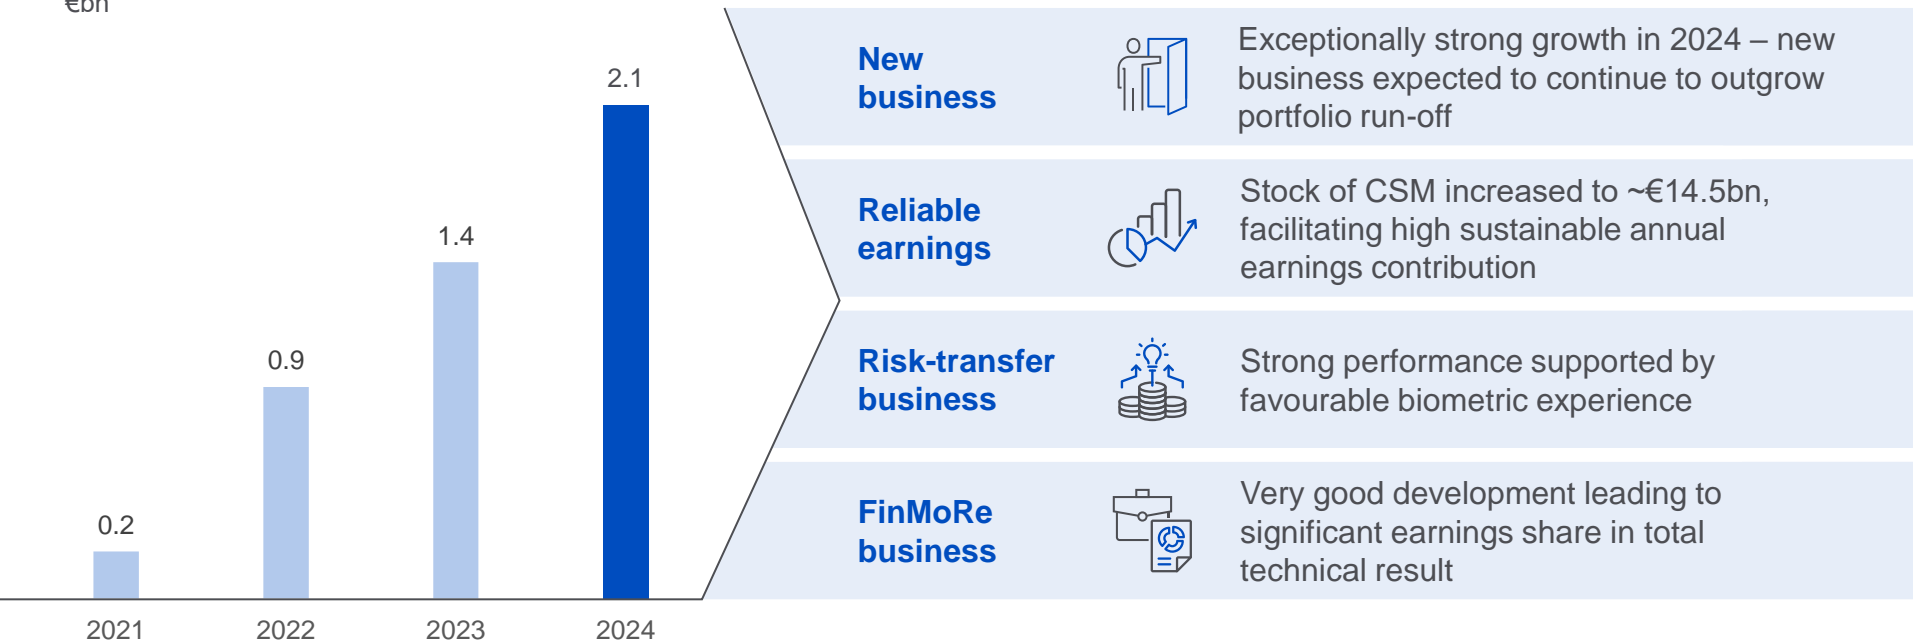 €bn
2.1
1.4
0.9
0.2
2021 2022 2023 2024
New
business
Exceptionally strong growth in 2024 – new
business expected to continue to outgrow
portfolio run-off
Reliable
earnings
Stock of CSM increased to ~€14.5bn,
facilitating high sustainable annual
earnings contribution
Risk-transfer
business
Strong performance supported by
favourable biometric experience
FinMoRe
business
Very good development leading to
significant earnings share in total
technical result